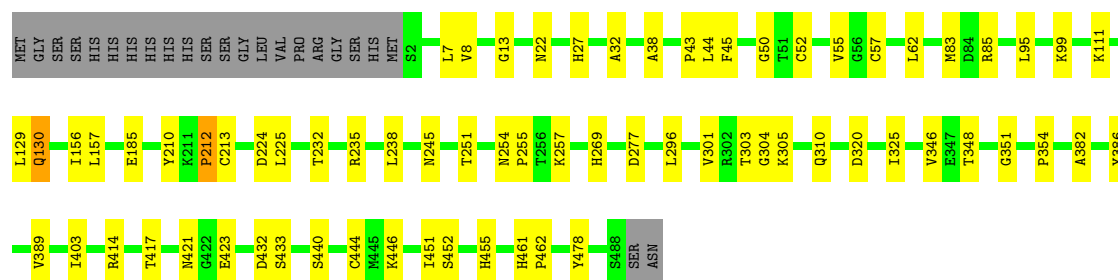 MET GLY SER SER HIS HIS HIS HIS HIS HIS SER SER GLY LEU VAL PRO ARG GLY SER HIS MET S2 L7 V8 G13 N22 H27 A32 A38 P43 L44 F45 G50 T51 C52 V55 G56 C57 L62 M83 D84 R85 L95 K99 K111
L129 Q130 I156 L157 E185 Y210 K211 P212 C213 D224 L225 T232 R235 L238 N245 T251 N254 P255 T256 K257 H269 D277 L296 V301 R302 T303 G304 K305 Q310 D320 I325 V346 E347 T348 G351 P354 A382
V389 I403 R414 T417 N421 G422 E423 D432 S433 S440 C444 M445 K446 I451 S452 H455 H461 P462 Y478 S488 SER ASN